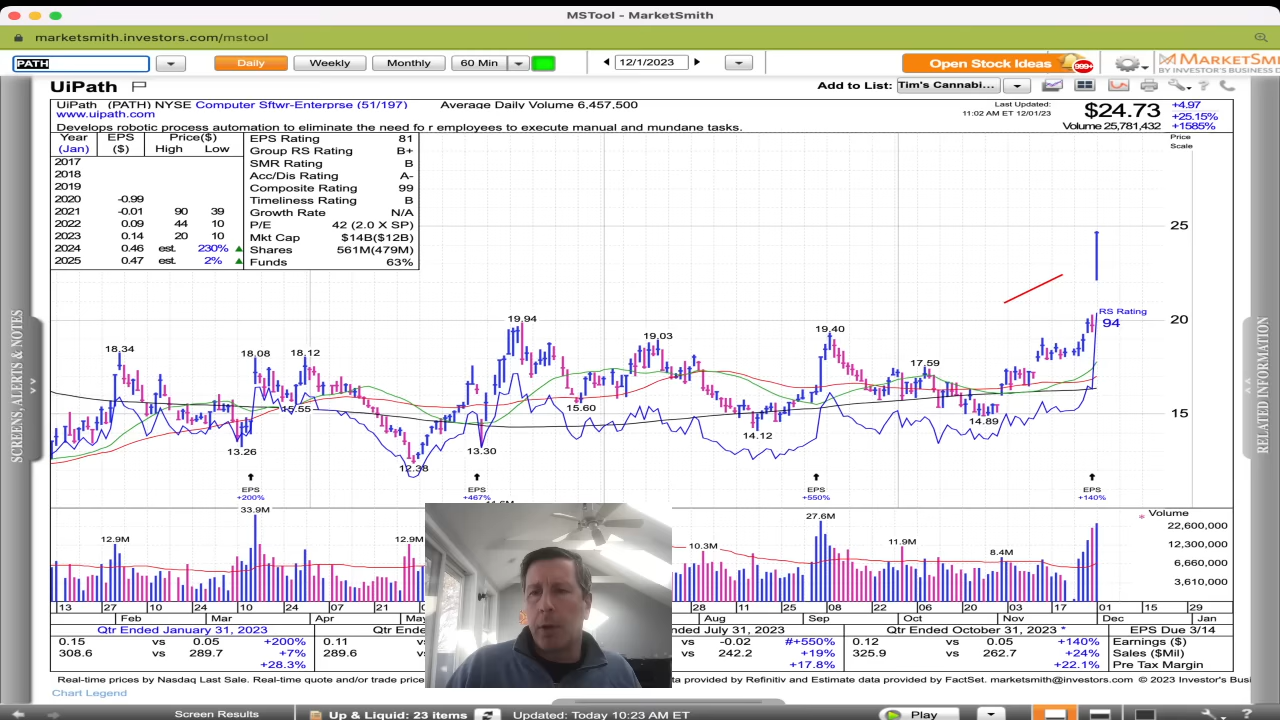 MSTool - MarketSmith
marketsmith.investors.com/mstool
PATH Daily Weekly Monthly 60 Min 12/1/2023 Open Stock Ideas 999+ MARKETSM
BY INVESTOR'S BUSINESS D
UiPath Add to List: Tim's Cannabi...
UiPath (PATH) NYSE Computer Sftwr-Enterprse (51/197) Average Daily Volume 6,457,500
www.uipath.com
Develops robotic process automation to eliminate the need fo r employees to execute manual and mundane tasks.
Last Updated:
11:02 AM ET 12/01/23
$24.73 +4.97
+25.15%
Volume 25,781,432 +1585%
Price
Scale
Year EPS Price($)
(Jan) ($) High Low
2017
2018
2019
2020 -0.99
2021 -0.01 90 39
2022 0.09 44 10
2023 0.14 20 10
2024 0.46 est. 230%
2025 0.47 est. 2%
EPS Rating 81
Group RS Rating B+
SMR Rating B
Acc/Dis Rating A-
Composite Rating 99
Timeliness Rating B
Growth Rate N/A
P/E 42 (2.0 X SP)
Mkt Cap $14B($12B)
Shares 561M(479M)
Funds 63%
25
RS Rating
94
20
15
18.34
18.08
18.12
19.94
19.03
19.40
17.59
13.26
15.55
12.38
13.30
15.60
14.12
14.89
EPS
+200%
EPS
+467%
EPS
+550%
EPS
+140%
SCREENS, ALERTS & NOTES
RELATED INFORMATION
12.9M
33.9M
12.9M
10.3M
27.6M
11.9M
8.4M
* Volume
22,600,000
12,300,000
6,660,000
3,610,000
13 27 10 24 10 24 07 21 0 28 11 25 08 22 06 20 03 17 01 15 29
Feb Mar Apr May Aug Sep Oct Nov Dec Jan
Qtr Ended January 31, 2023 Qtr En nded July 31, 2023 Qtr Ended October 31, 2023 * EPS Due 3/14
0.15 vs 0.05 +200% 0.11 -0.02 #+550% 0.12 vs 0.05 +140% Earnings ($)
308.6 vs 289.7 +7% 289.6 vs 242.2 +19% 325.9 vs 262.7 +24% Sales ($Mil)
+28.3% +17.8% +22.1% Pre Tax Margin
Real-time prices by Nasdaq Last Sale. Real-time quote and/or trade price ta provided by Refinitiv and Estimate data provided by FactSet. marketsmith@investors.com © 2023 Investor's Busi
Chart Legend
Screen Results Up & Liquid: 23 items Updated: Today 10:23 AM ET Play